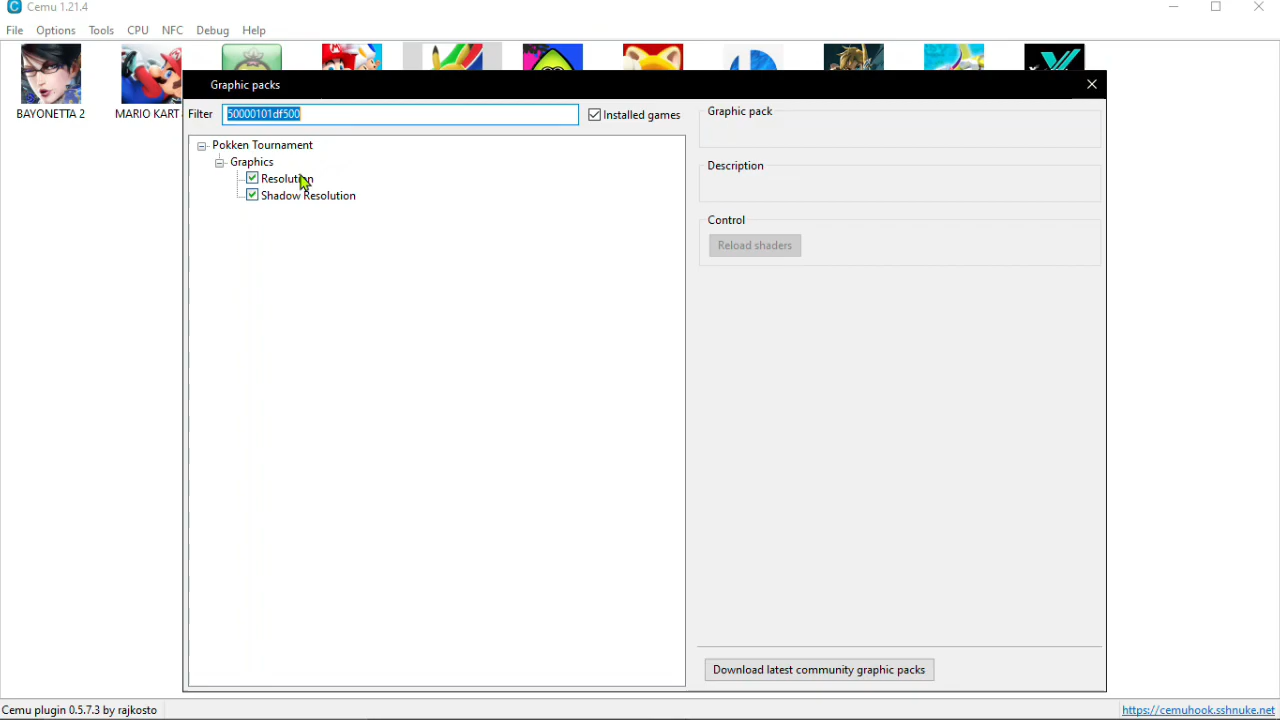 Cemu 1.21.4
File Options Tools CPU NFC Debug Help
BAYONETTA 2
MARIO KART
Graphic packs
Filter 50000101df500 Installed games
Pokken Tournament
Graphics
Resolution
Shadow Resolution
Graphic pack
Description
Control
Reload shaders
Download latest community graphic packs
Cemu plugin 0.5.7.3 by rajkosto
https://cemuhook.sshnuke.net